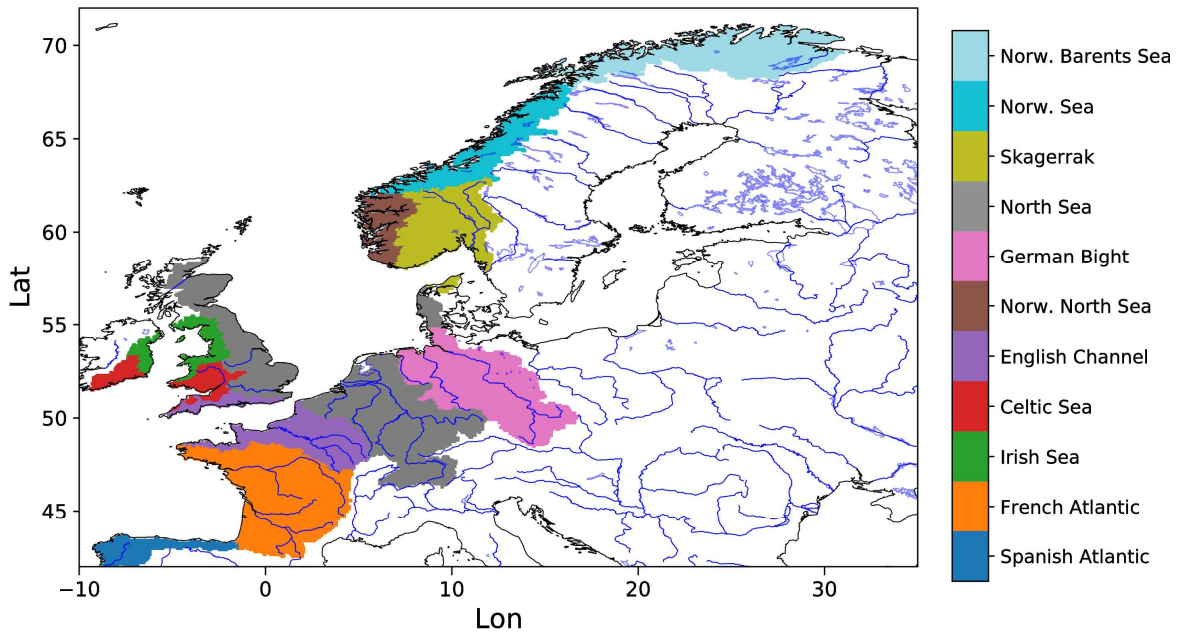 70
65
60
55
50
45
Lat
−10
0
10
20
30
Lon
Norw. Barents Sea
Norw. Sea
Skagerrak
North Sea
German Bight
Norw. North Sea
English Channel
Celtic Sea
Irish Sea
French Atlantic
Spanish Atlantic